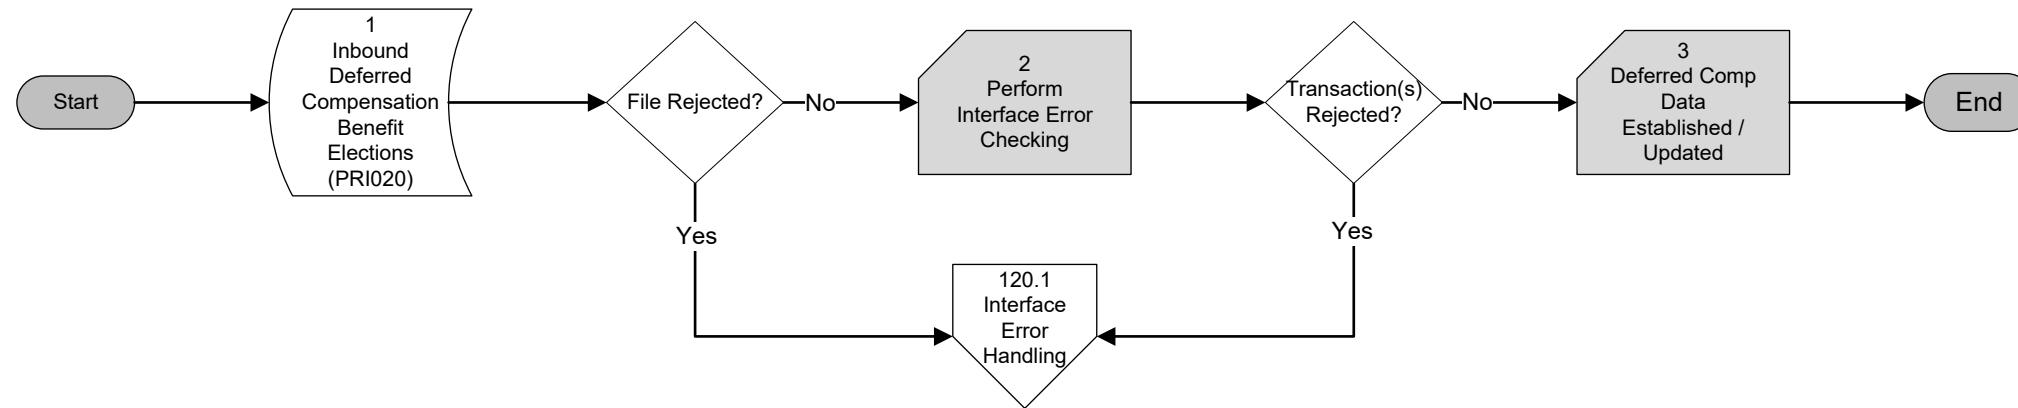 Start
1
Inbound
Deferred
Compensation
Benefit
Elections
(PRI020)
File Rejected?
No
2
Perform
Interface Error
Checking
Transaction(s)
Rejected?
No
3
Deferred Comp
Data
Established /
Updated
End
Yes
Yes
120.1
Interface
Error
Handling